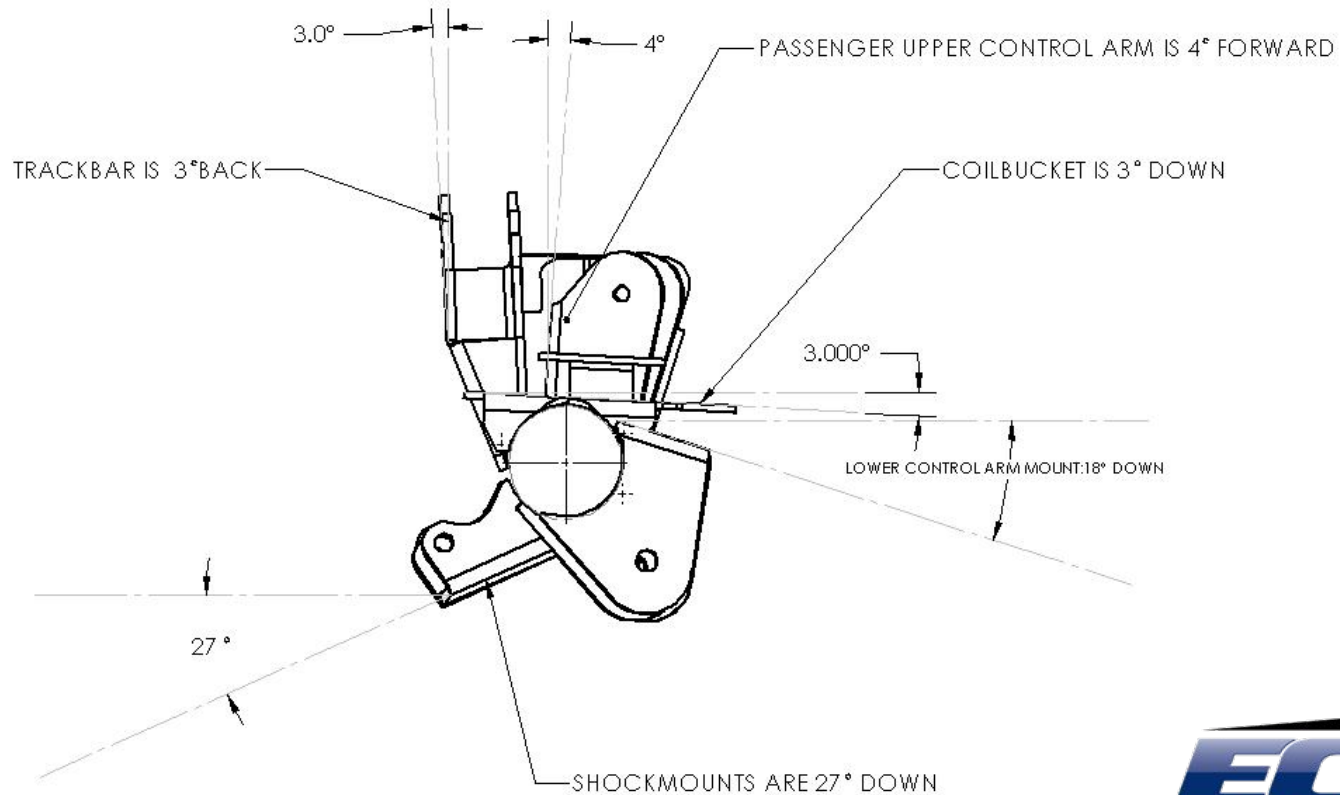 3.0°
4°
PASSENGER UPPER CONTROL ARM IS 4° FORWARD
TRACKBAR IS 3°BACK
COILBUCKET IS 3° DOWN
3.000°
LOWER CONTROL ARM MOUNT:18° DOWN
27°
SHOCKMOUNTS ARE 27° DOWN